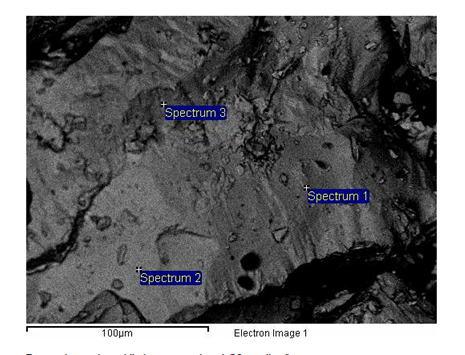 Spectrum 3
Spectrum 1
Spectrum 2
100µm Electron Image 1